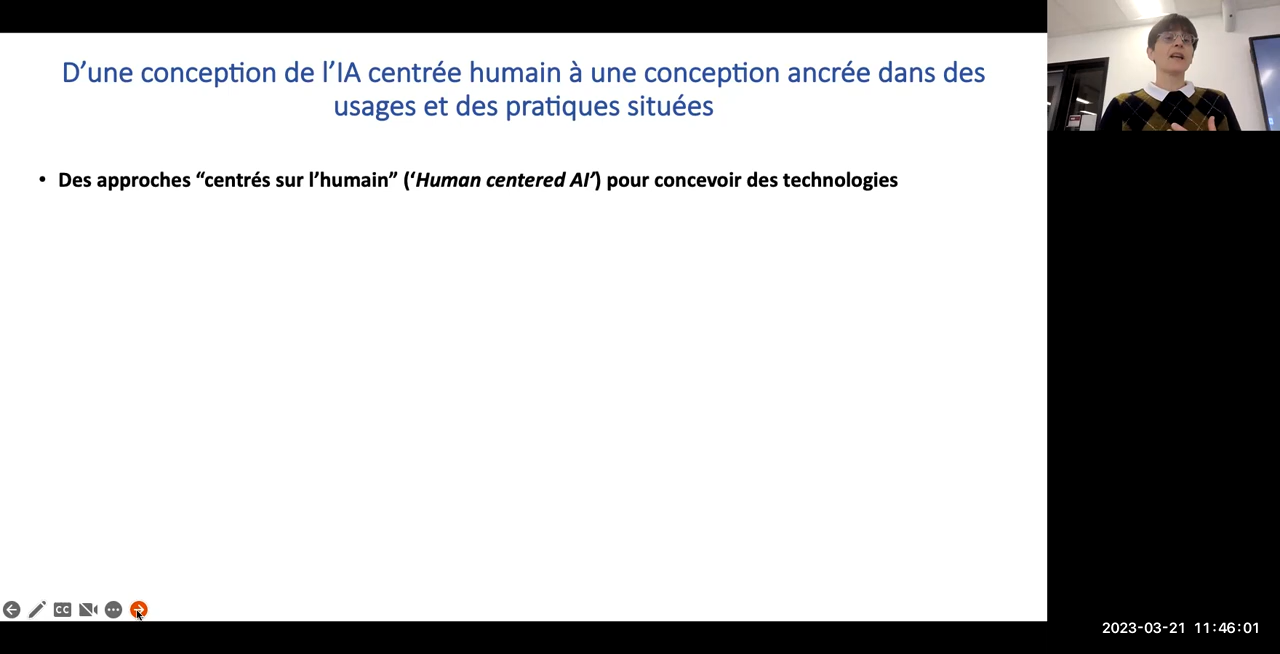 D’une conception de l’IA centrée humain à une conception ancrée dans des
usages et des pratiques situées
• Des approches “centrés sur l’humain” (‘Human centered AI’) pour concevoir des technologies
CC
2023-03-21 11:46:01